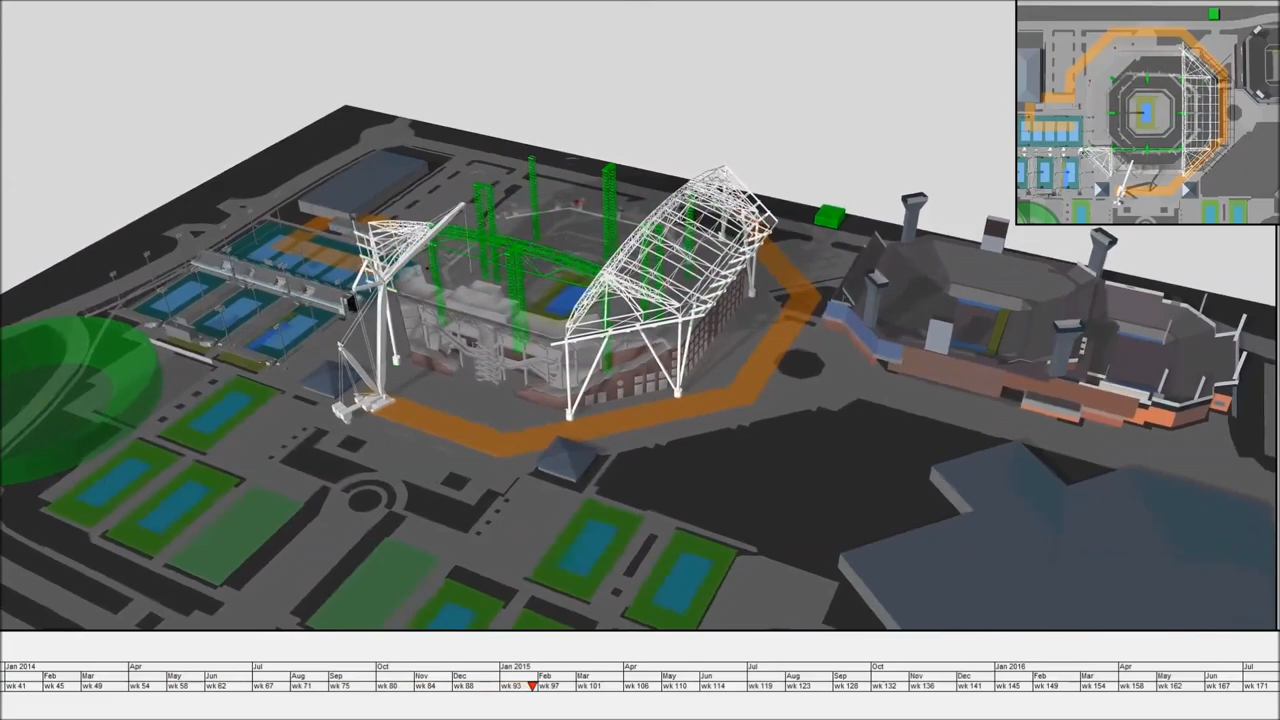 Jan 2014 Apr Jul Oct Jan 2015 Apr Jul Oct Jan 2016 Apr Jul
Feb Mar May Jun Aug Sep Nov Dec Feb Mar May Jun Aug Sep Nov Dec Feb Mar May Jun
wk 41 wk 45 wk 49 wk 54 wk 58 wk 62 wk 67 wk 71 wk 75 wk 80 wk 84 wk 88 wk 93 wk 97 wk 101 wk 106 wk 110 wk 114 wk 119 wk 123 wk 128 wk 132 wk 136 wk 141 wk 145 wk 149 wk 154 wk 158 wk 162 wk 167 wk 171